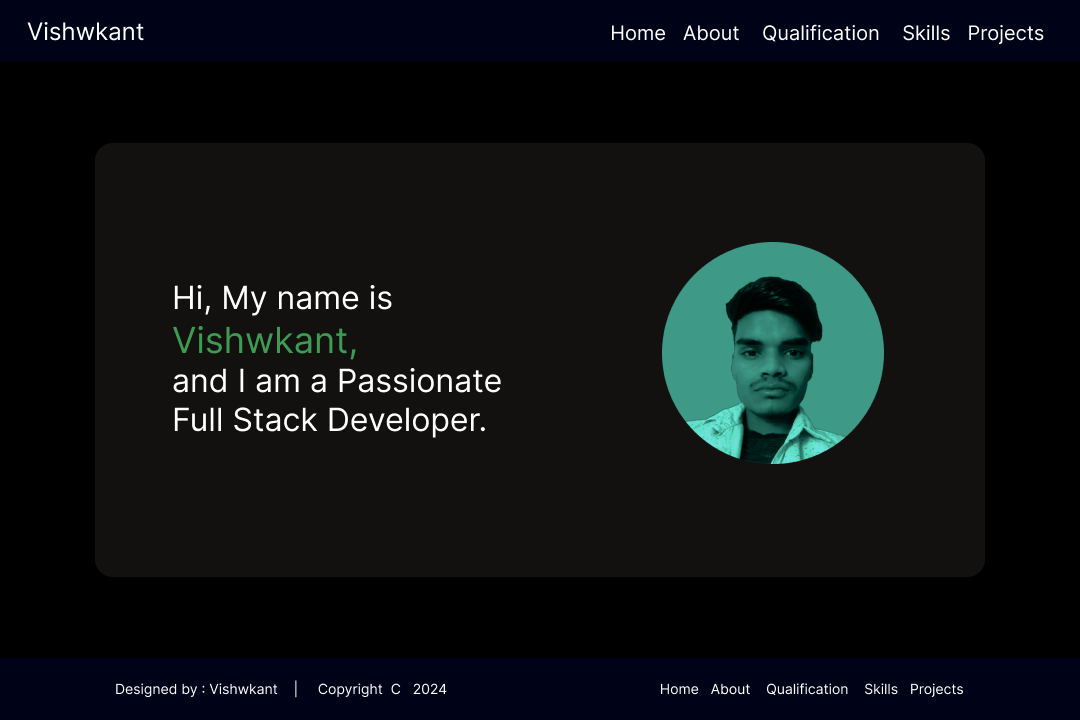 Vishwkant Home About Qualification Skills Projects
Hi, My name is
Vishwkant,
and I am a Passionate
Full Stack Developer.
Designed by : Vishwkant | Copyright C 2024 Home About Qualification Skills Projects